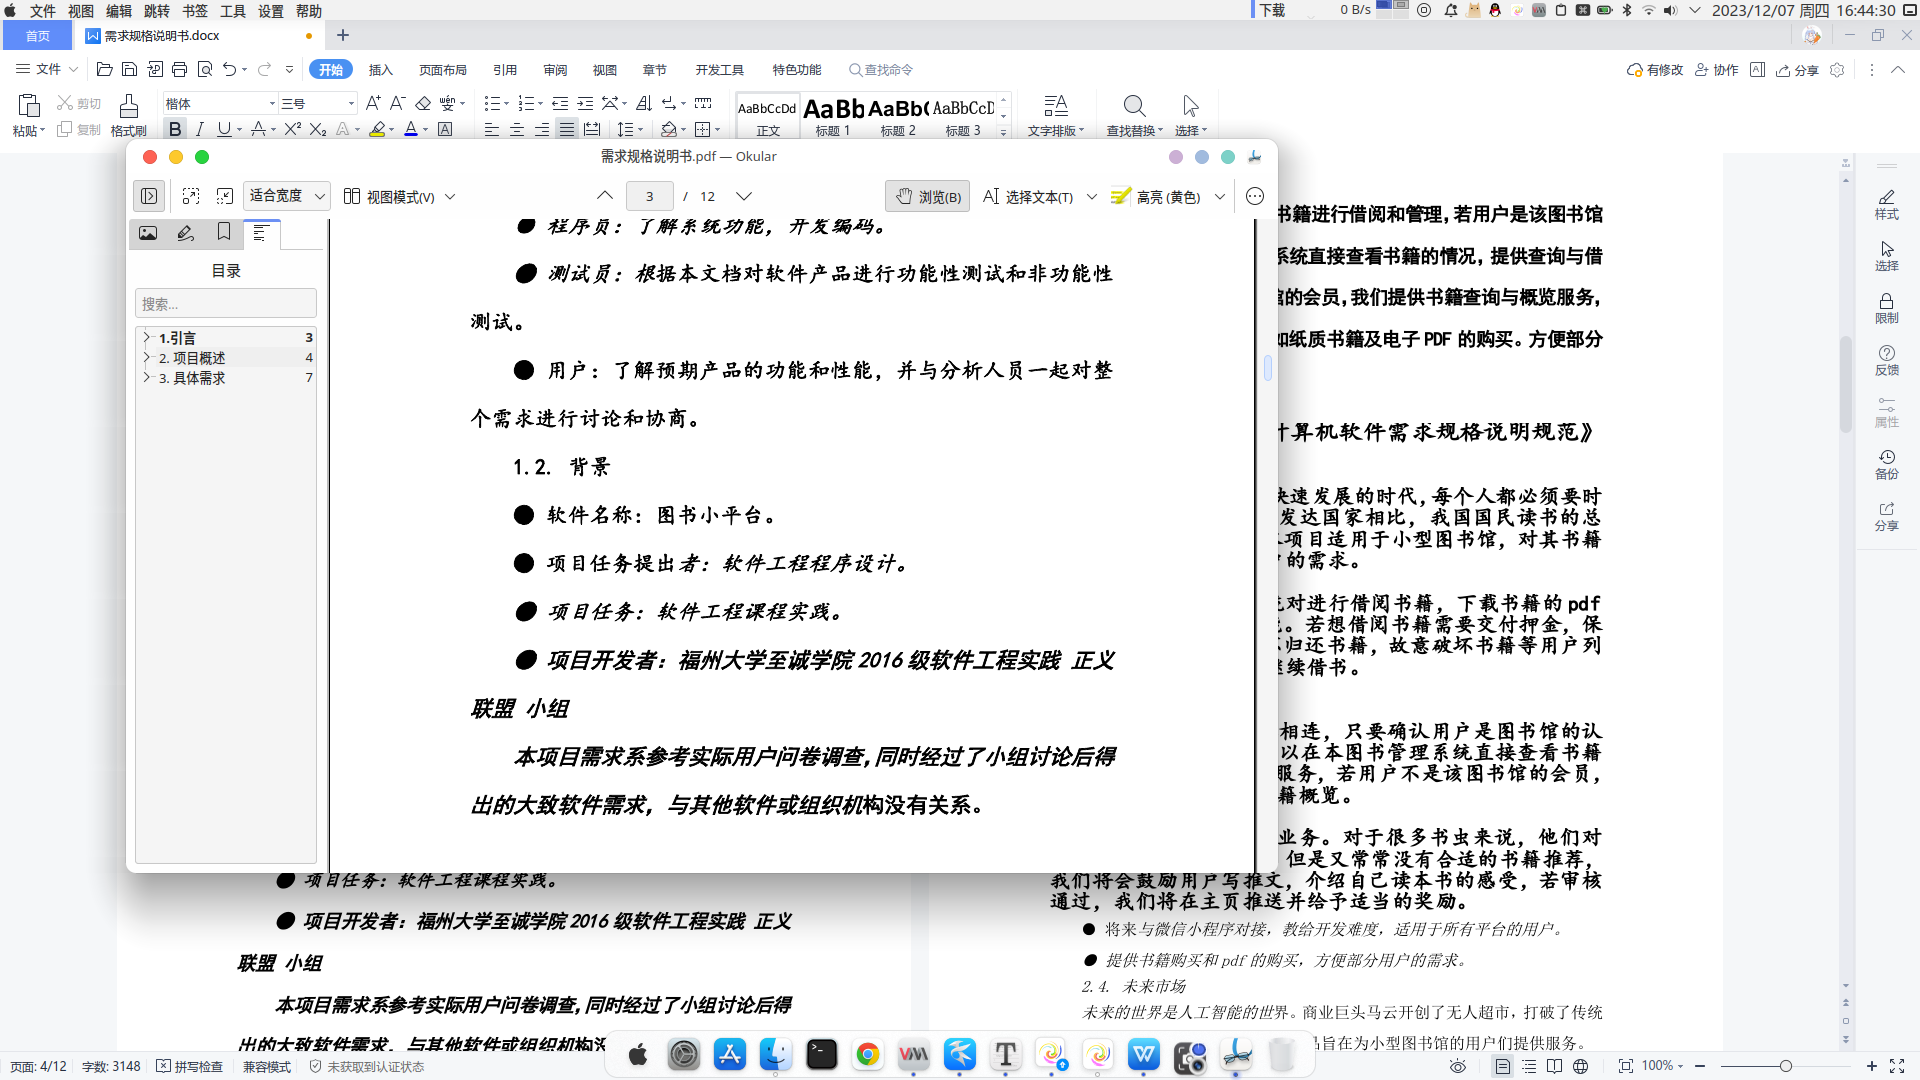 文件 视图 编辑 跳转 书签 工具 设置 帮助
下载 0 B/s 2023/12/07 周四 16:44:30
首页 需求规格说明书.docx
文件 开始 插入 页面布局 引用 审阅 视图 章节 开发工具 特色功能 查找命令 有修改 协作 分享
粘贴 剪切 复制 格式刷 楷体 三号
AaBbCcDd 正文 AaBb 标题 1 AaBb( 标题 2 AaBbCcD 标题 3 文字排版 查找替换 选择
需求规格说明书.pdf — Okular
适合宽度 视图模式(V) 3 / 12 浏览(B) 选择文本(T) 高亮 (黄色)
目录
搜索...
1.引言 3
2. 项目概述 4
3. 具体需求 7
● 程序员：了解系统功能，开发编码。
● 测试员：根据本文档对软件产品进行功能性测试和非功能性
测试。
● 用户：了解预期产品的功能和性能，并与分析人员一起对整
个需求进行讨论和协商。
1.2. 背景
● 软件名称：图书小平台。
● 项目任务提出者：软件工程程序设计。
● 项目任务：软件工程课程实践。
● 项目开发者：福州大学至诚学院 2016 级软件工程实践 正义
联盟 小组
本项目需求系参考实际用户问卷调查,同时经过了小组讨论后得
出的大致软件需求，与其他软件或组织机构没有关系。
书籍进行借阅和管理,若用户是该图书馆
系统直接查看书籍的情况，提供查询与借
馆的会员,我们提供书籍查询与概览服务,
如纸质书籍及电子 PDF 的购买。方便部分
计算机软件需求规格说明规范》
快速发展的时代,每个人都必须要时
发达国家相比，我国国民读书的总
本项目适用于小型图书馆，对其书籍
的需求。
对进行借阅书籍，下载书籍的 pdf
。若想借阅书籍需要交付押金，保
归还书籍，故意破坏书籍等用户列
继续借书。
相连，只要确认用户是图书馆的认
以在本图书管理系统直接查看书籍
服务，若用户不是该图书馆的会员，
籍概览。
业务。对于很多书虫来说，他们对
但是又常常没有合适的书籍推荐，
我们将会鼓励用户写推文，介绍自己读本书的感受，若审核
通过，我们将在主页推送并给予适当的奖励。
● 将来与微信小程序对接，教给开发难度，适用于所有平台的用户。
● 提供书籍购买和 pdf 的购买，方便部分用户的需求。
2.4. 未来市场
未来的世界是人工智能的世界。商业巨头马云开创了无人超市，打破了传统
品旨在为小型图书馆的用户们提供服务。
● 项目任务：软件工程课程实践。
● 项目开发者：福州大学至诚学院 2016 级软件工程实践 正义
联盟 小组
本项目需求系参考实际用户问卷调查,同时经过了小组讨论后得
出的大致软件需求，与其他软件或组织机构没
样式
选择
限制
反馈
属性
备份
分享
页面: 4/12 字数: 3148 拼写检查 兼容模式 未获取到认证状态 100%